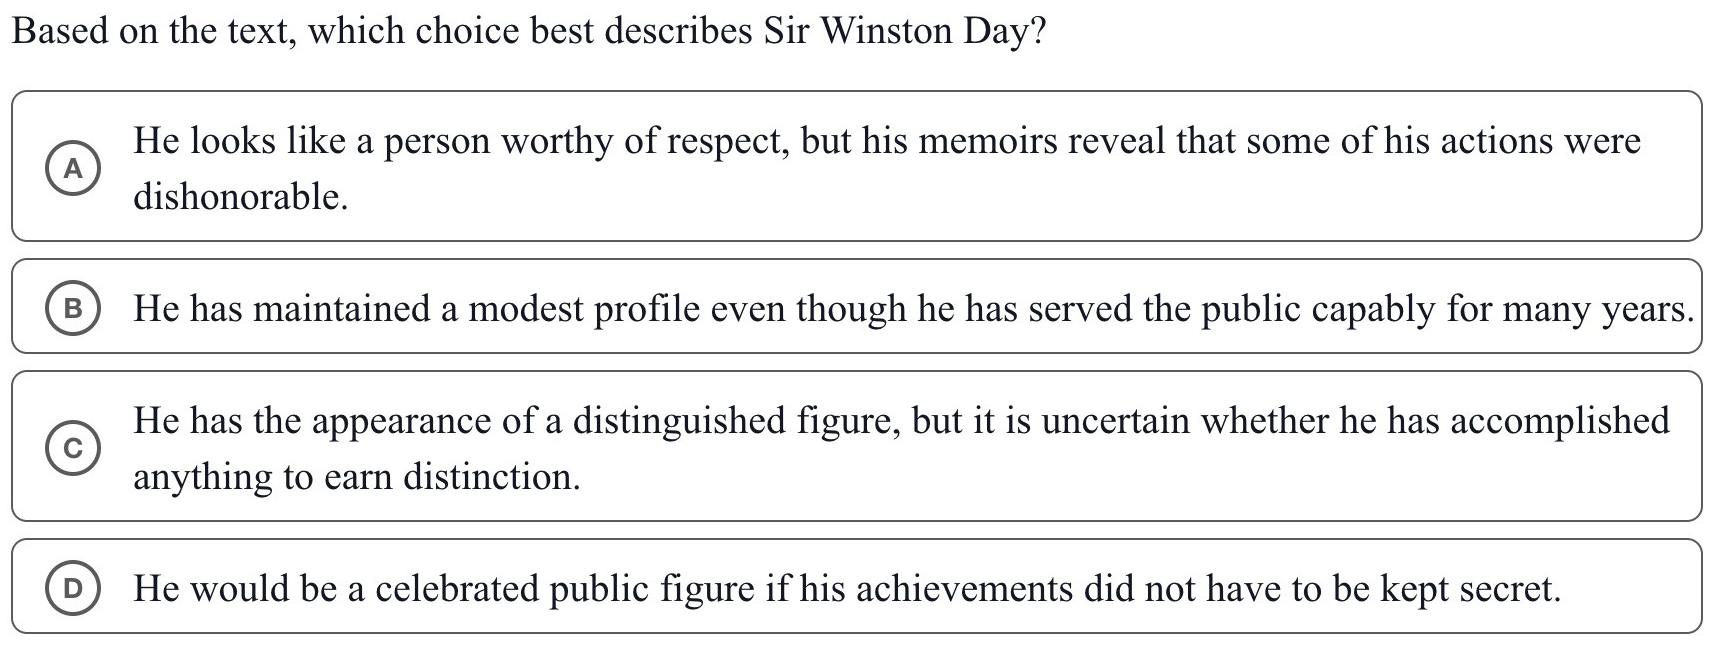 Based on the text, which choice best describes Sir Winston Day?
A He looks like a person worthy of respect, but his memoirs reveal that some of his actions were
dishonorable.
B He has maintained a modest profile even though he has served the public capably for many years.
C He has the appearance of a distinguished figure, but it is uncertain whether he has accomplished
anything to earn distinction.
D He would be a celebrated public figure if his achievements did not have to be kept secret.